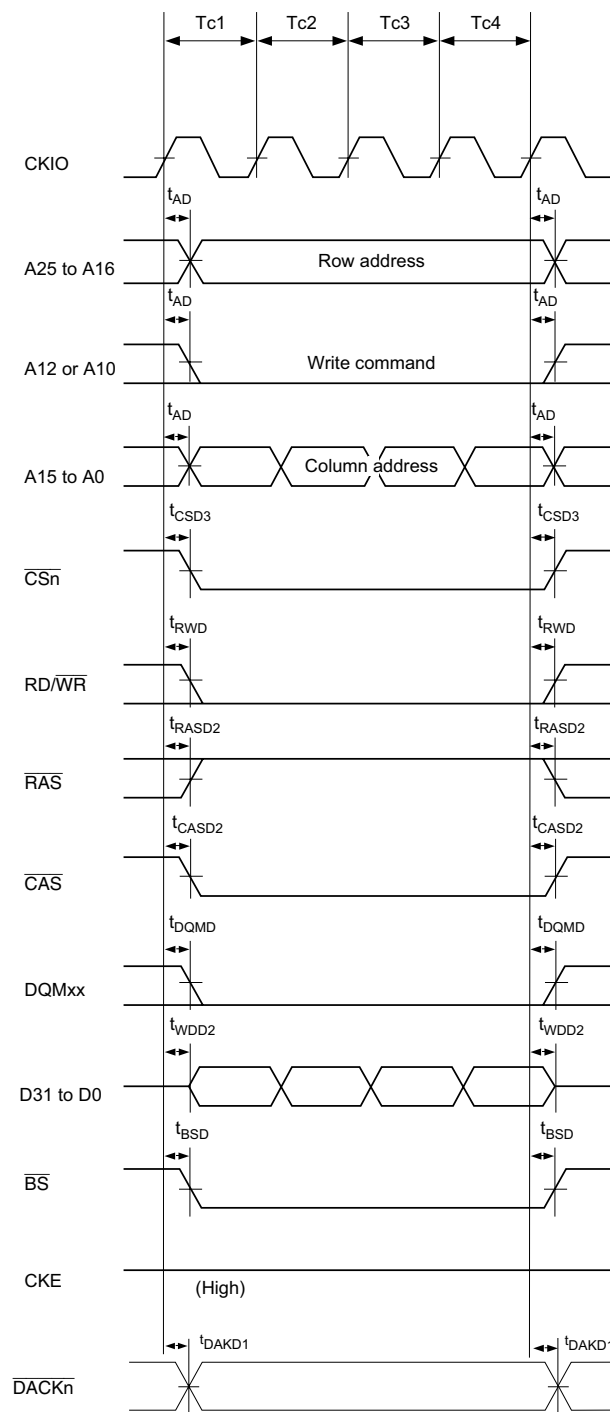 Tc1 Tc2 Tc3 Tc4
CKIO
tAD tAD
A25 to A16 Row address
tAD tAD
A12 or A10 Write command
tAD tAD
A15 to A0 Column address
tCSD3 tCSD3
CSn
tRWD tRWD
RD/WR
tRASD2 tRASD2
RAS
tCASD2 tCASD2
CAS
tDQMD tDQMD
DQMxx
tWDD2 tWDD2
D31 to D0
tBSD tBSD
BS
CKE (High)
tDAKD1 tDAKD1
DACKn